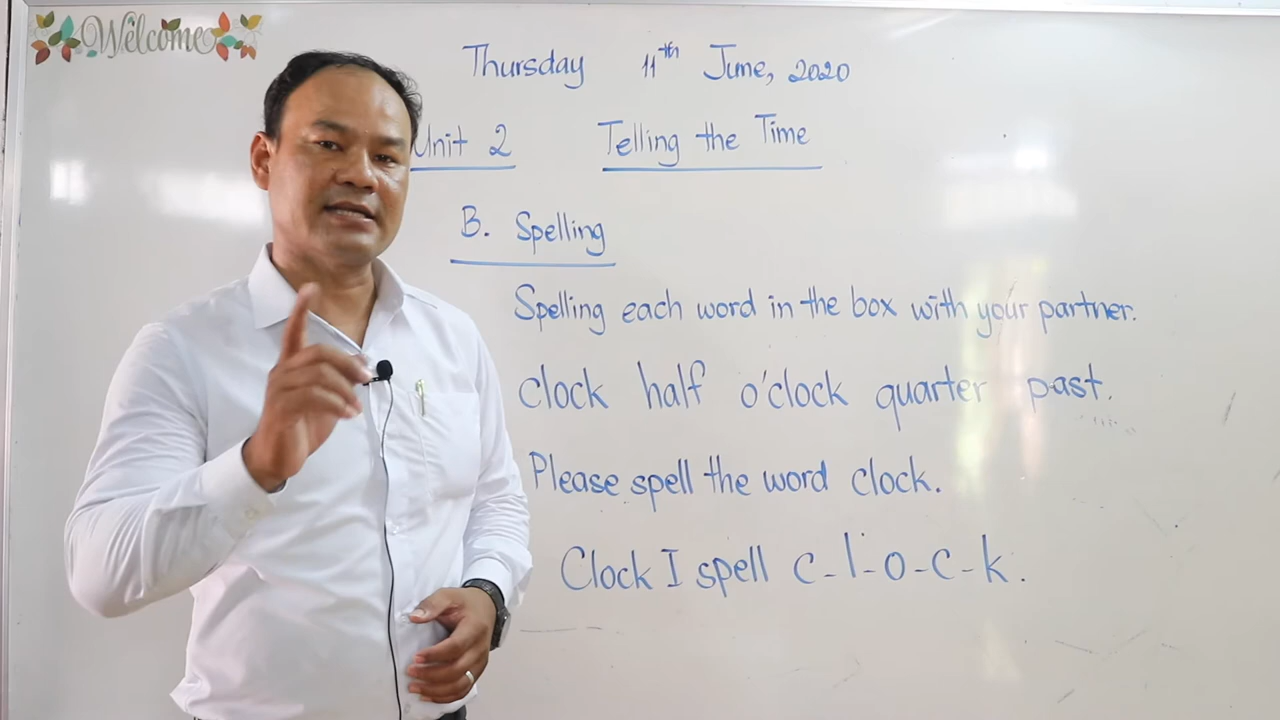 Welcome
Thursday 11th June, 2020
Unit 2 Telling the Time
B. Spelling
Spelling each word in the box with your partner.
clock half o'clock quarter past.
Please spell the word clock.
Clock I spell c-l-o-c-k.